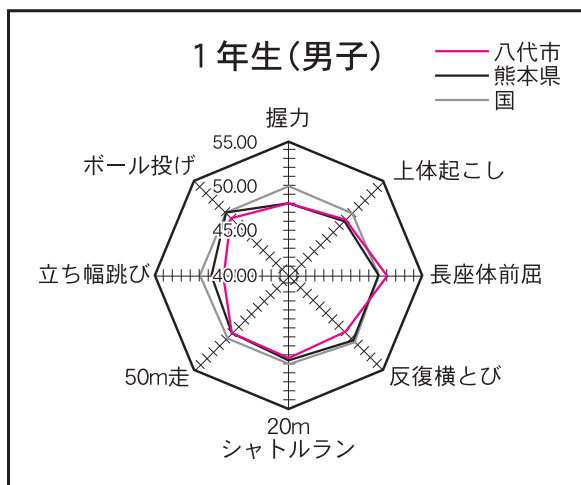 1年生(男子)
八代市
熊本県
国
握力
55.00
50.00
45.00
40.00
上体起こし
長座体前屈
反復横とび
20m
シャトルラン
50m走
立ち幅跳び
ボール投げ